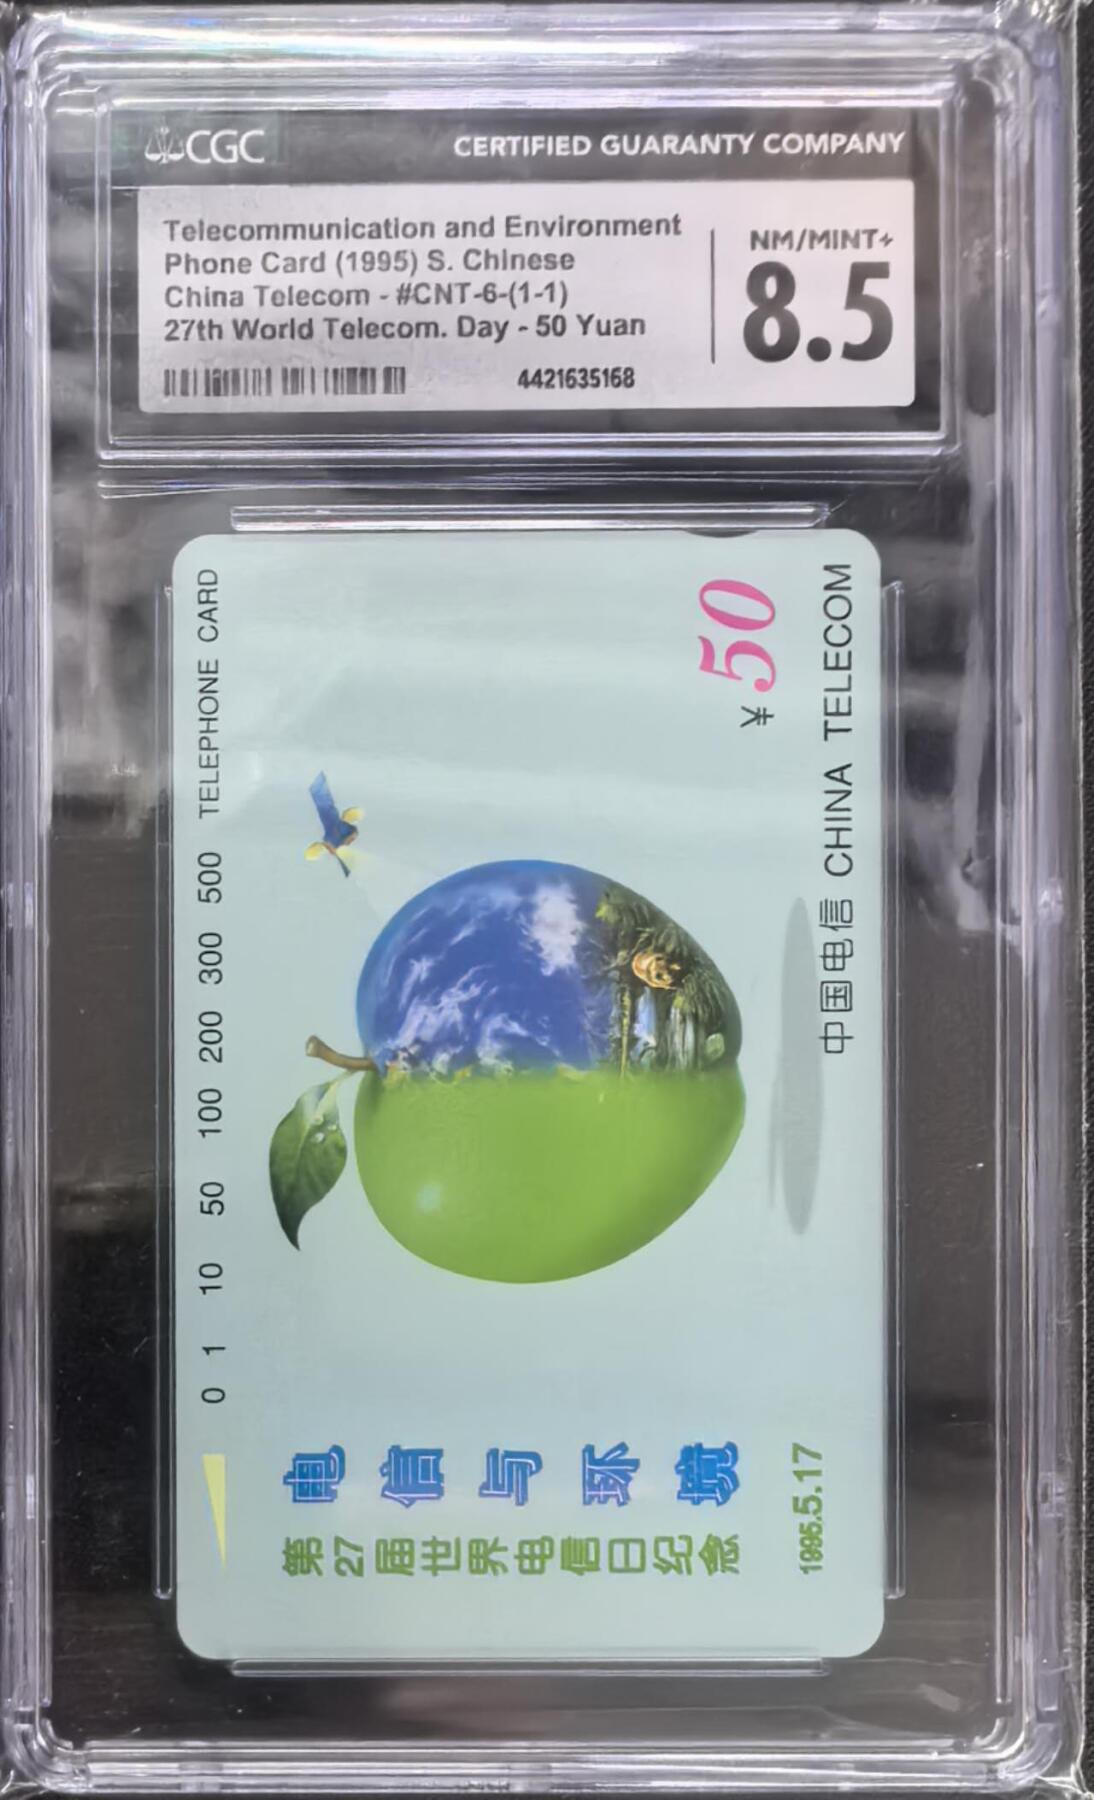 CGC CERTIFIED GUARANTY COMPANY
Telecommunication and Environment
Phone Card (1995) S. Chinese
China Telecom - #CNT-6-(1-1)
27th World Telecom. Day - 50 Yuan
4421635168
NM/MINT+
8.5
中国电信 CHINA TELECOM
¥50
电信与环境
第27届世界电信日纪念
1995.5.17
0 1 10 50 100 200 300 500 TELEPHONE CARD